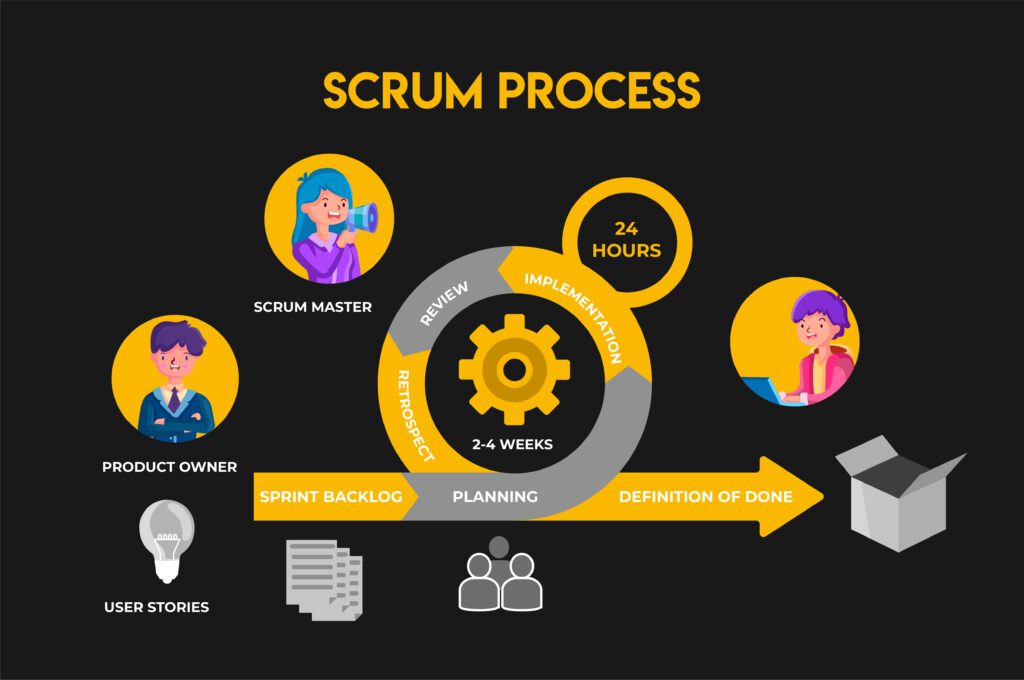 SCRUM PROCESS
24
HOURS
SCRUM MASTER
REVIEW
IMPLEMENTATION
RETROSPECT
2-4 WEEKS
PRODUCT OWNER
SPRINT BACKLOG
PLANNING
DEFINITION OF DONE
USER STORIES